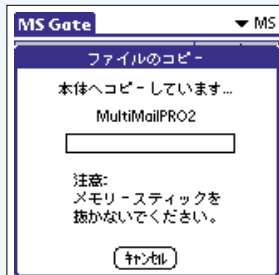 MS Gate ▼ MS
ファイルのコピー
本体へコピーしています...
MultiMailPRO2
注意:
メモリースティックを
抜かないでください。
キャンセル